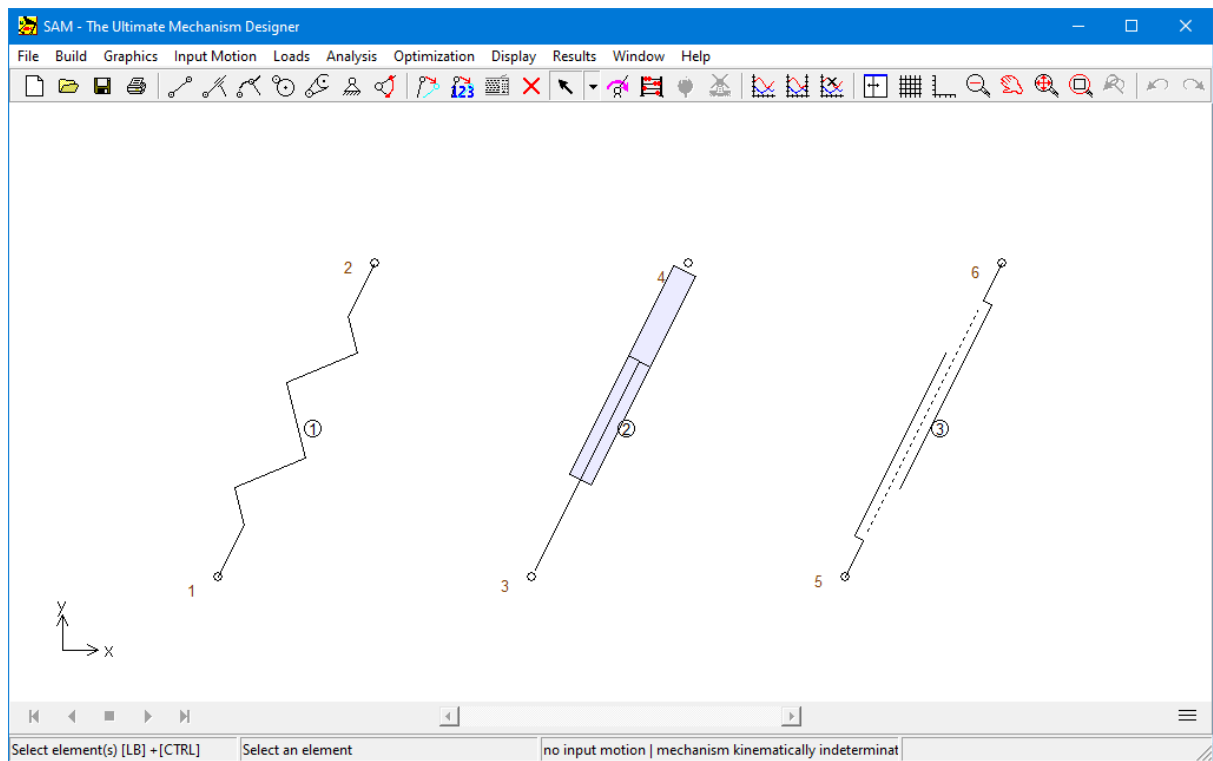 SAM - The Ultimate Mechanism Designer
File Build Graphics Input Motion Loads Analysis Optimization Display Results Window Help
123
2 4 6
1 2 3
1 3 5
y
x
Select element(s) [LB] +[CTRL] Select an element no input motion | mechanism kinematically indeterminat